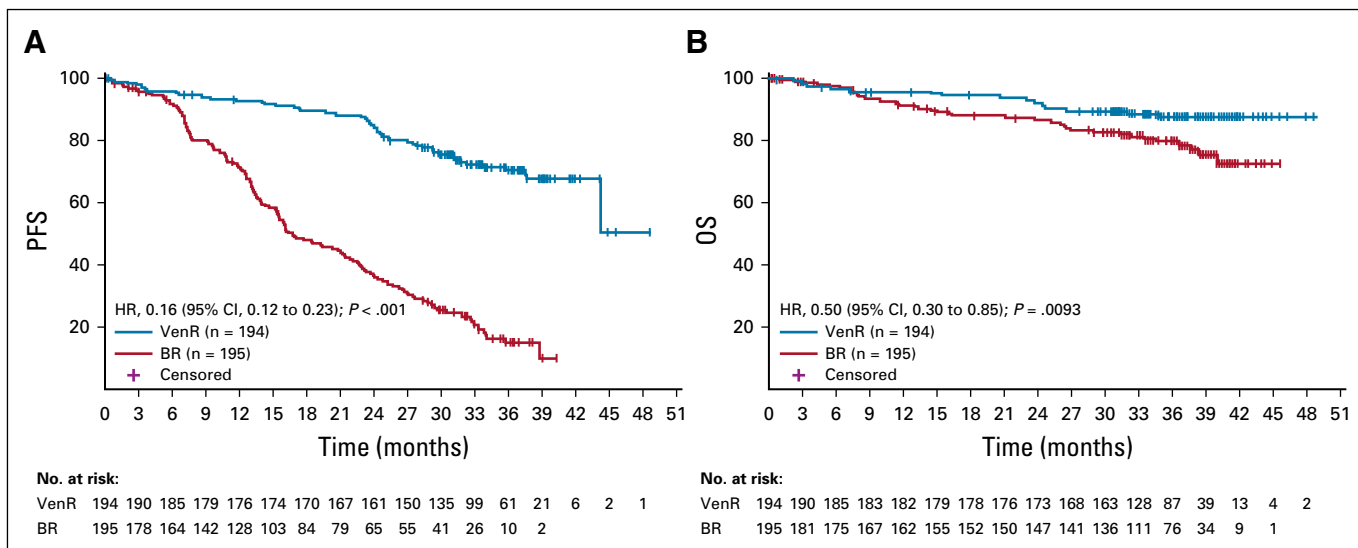 A
100
80
60
40
20
PFS
HR, 0.16 (95% CI, 0.12 to 0.23); P < .001
VenR (n = 194)
BR (n = 195)
Censored
0 3 6 9 12 15 18 21 24 27 30 33 36 39 42 45 48 51
Time (months)
No. at risk:
VenR 194 190 185 179 176 174 170 167 161 150 135 99 61 21 6 2 1
BR 195 178 164 142 128 103 84 79 65 55 41 26 10 2
B
100
80
60
40
20
OS
HR, 0.50 (95% CI, 0.30 to 0.85); P = .0093
VenR (n = 194)
BR (n = 195)
Censored
0 3 6 9 12 15 18 21 24 27 30 33 36 39 42 45 48 51
Time (months)
No. at risk:
VenR 194 190 185 183 182 179 178 176 173 168 163 128 87 39 13 4 2
BR 195 181 175 167 162 155 152 150 147 141 136 111 76 34 9 1